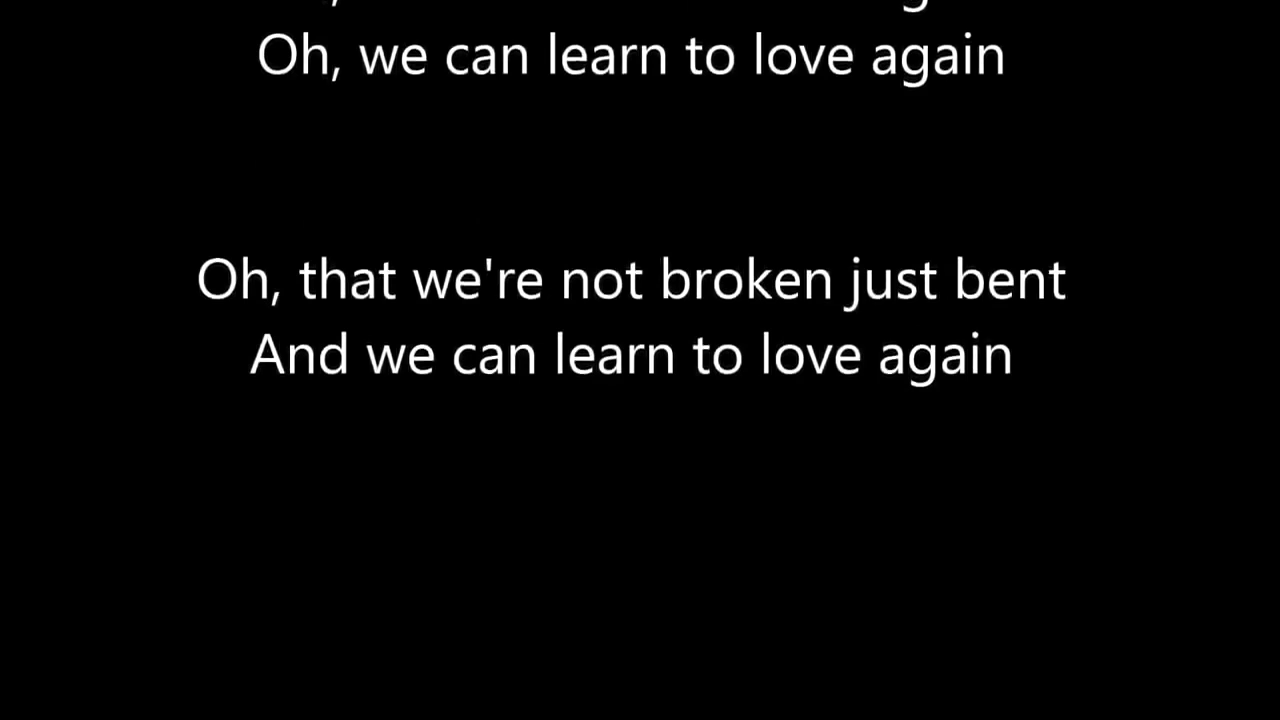 Oh, we can learn to love again
Oh, that we're not broken just bent
And we can learn to love again